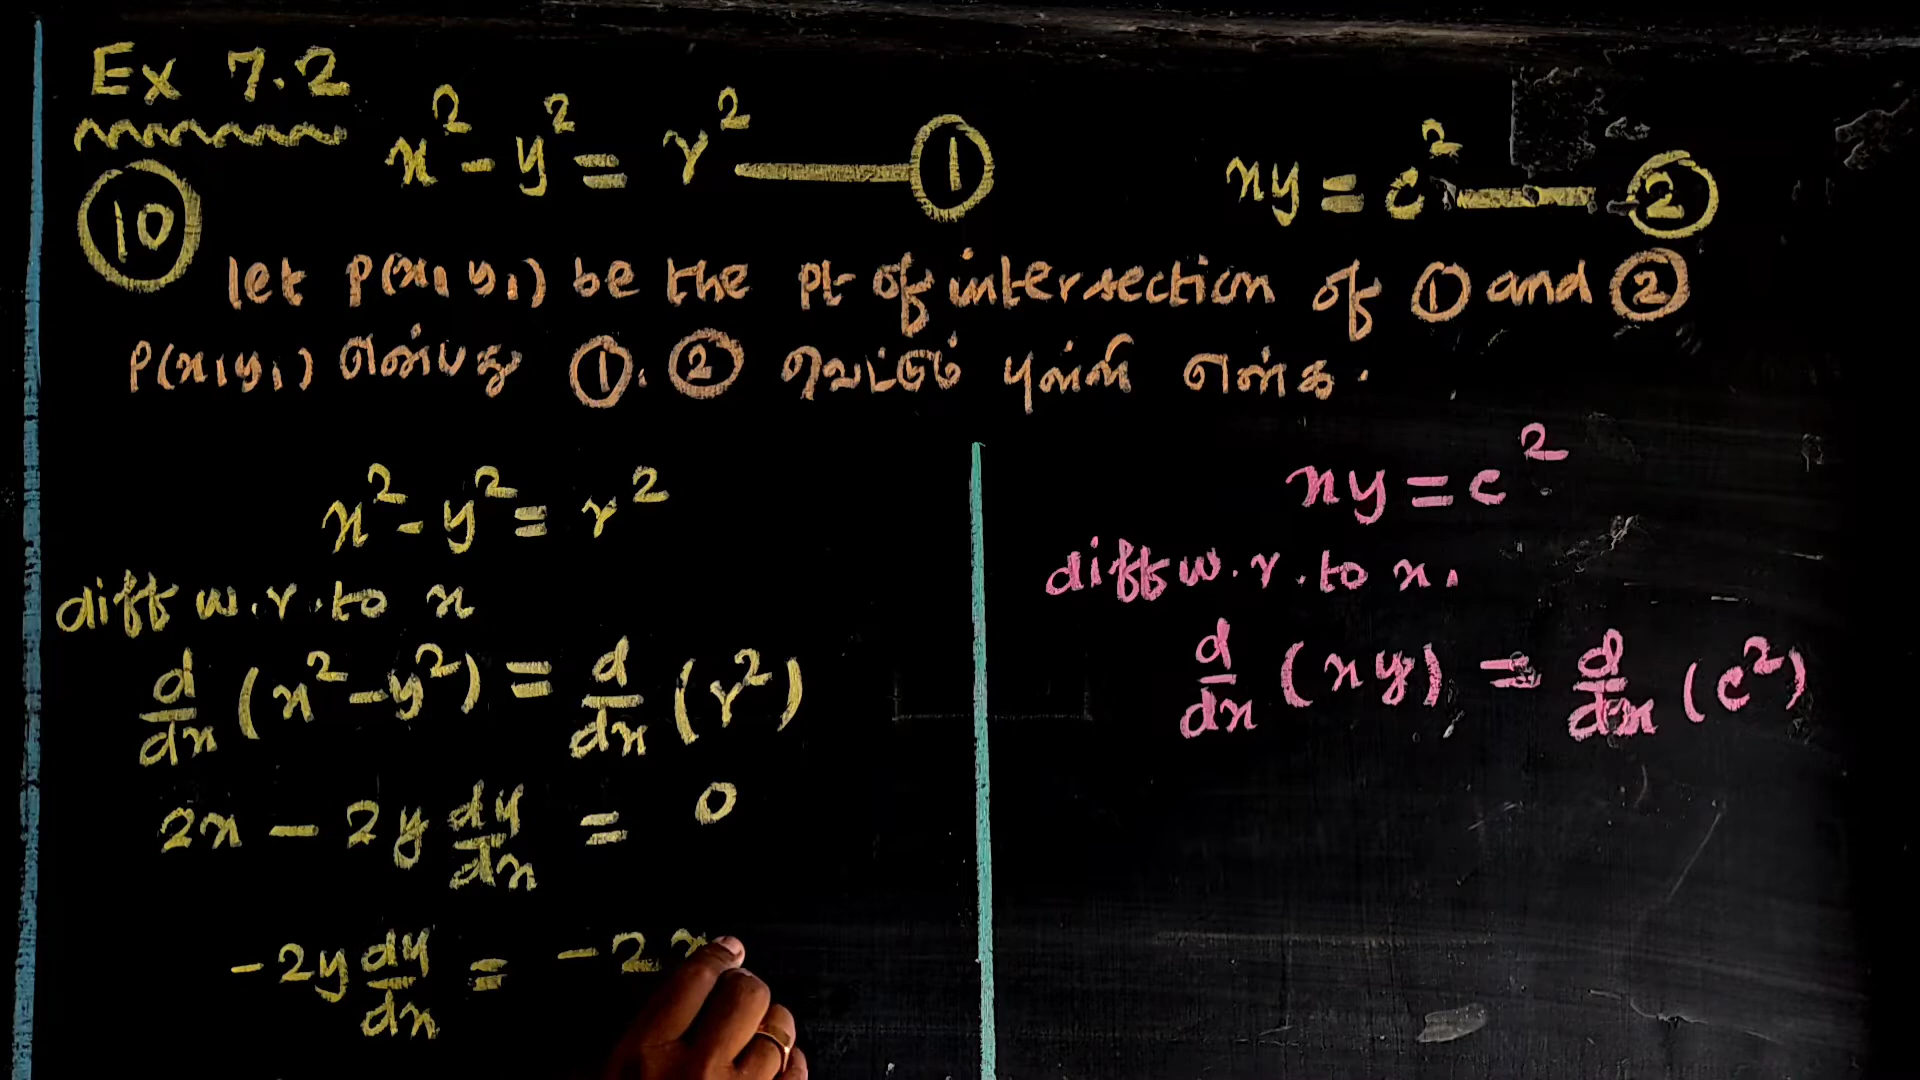 Ex 7.2
10
x² - y² = r² — 1
xy = c² — 2
let P(x₁ y₁) be the pt of intersection of 1 and 2
P(x₁y₁) என்பது 1, 2 வெட்டும் புள்ளி என்க.
x² - y² = r²
diff w.r.to x
d/dx (x² - y²) = d/dx (r²)
2x - 2y dy/dx = 0
-2y dy/dx = -2x
xy = c²
diff w.r.to x.
d/dx (xy) = d/dx (c²)